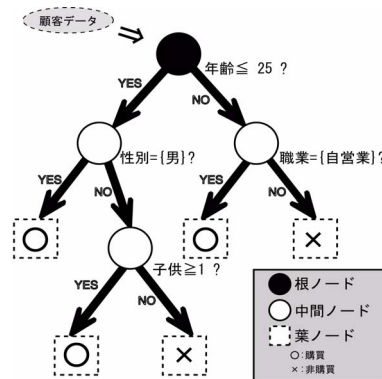 顧客データ
年齢≦ 25 ?
YES
NO
性別={男}?
職業={自営業}?
YES
NO
YES
NO
○
○
×
子供≧1 ?
YES
NO
○
×
根ノード
中間ノード
葉ノード
○:購買
×:非購買